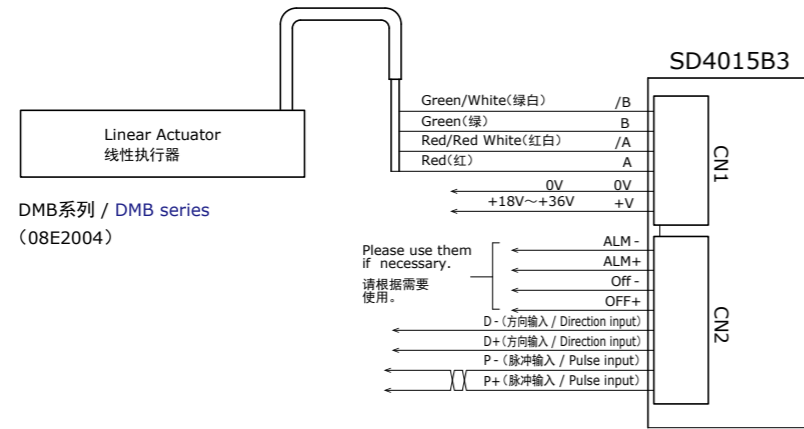 SD4015B3
Green/White(绿白) /B
Green(绿) B
Red/Red White(红白) /A
Red(红) A
CN1
0V 0V
+18V～+36V +V
Linear Actuator
线性执行器
DMB系列 / DMB series
（08E2004）
Please use them
if necessary.
请根据需要
使用。
ALM -
ALM+
Off -
OFF+
CN2
D -(方向输入 / Direction input)
D+(方向输入 / Direction input)
P -(脉冲输入 / Pulse input)
P+(脉冲输入 / Pulse input)